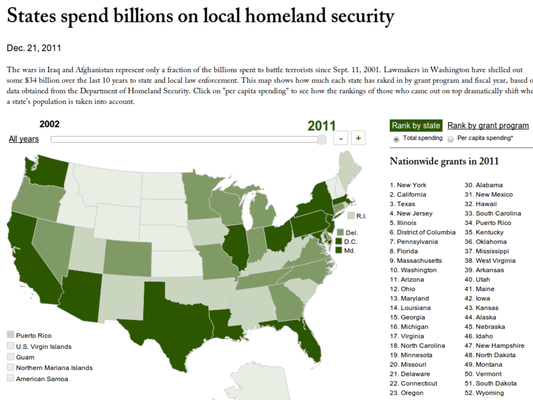 States spend billions on local homeland security
Dec. 21, 2011
The wars in Iraq and Afghanistan represent only a fraction of the billions spent to battle terrorists since Sept. 11, 2001. Lawmakers in Washington have shelled out
some $34 billion over the last 10 years to state and local law enforcement. This map shows how much each state has raked in by grant program and fiscal year, based o
data obtained from the Department of Homeland Security. Click on "per capita spending" to see how the rankings of those who came out on top dramatically shift whe
a state's population is taken into account.
2002
2011
All years
-
+
Rank by state
Rank by grant program
Total spending
Per capita spending*
Nationwide grants in 2011
1. New York
2. California
3. Texas
4. New Jersey
5. Illinois
6. District of Columbia
7. Pennsylvania
8. Florida
9. Massachusetts
10. Washington
11. Arizona
12. Ohio
13. Maryland
14. Louisiana
15. Georgia
16. Michigan
17. Virginia
18. North Carolina
19. Minnesota
20. Missouri
21. Delaware
22. Connecticut
23. Oregon
30. Alabama
31. New Mexico
32. Hawaii
33. South Carolina
34. Puerto Rico
35. Kentucky
36. Oklahoma
37. Mississippi
38. West Virginia
39. Arkansas
40. Utah
41. Maine
42. Iowa
43. Kansas
44. Alaska
45. Nebraska
46. Idaho
47. New Hampshire
48. North Dakota
49. Montana
50. Vermont
51. South Dakota
52. Wyoming
R.I.
Del.
D.C.
Md.
Puerto Rico
U.S. Virgin Islands
Guam
Northern Mariana Islands
American Samoa